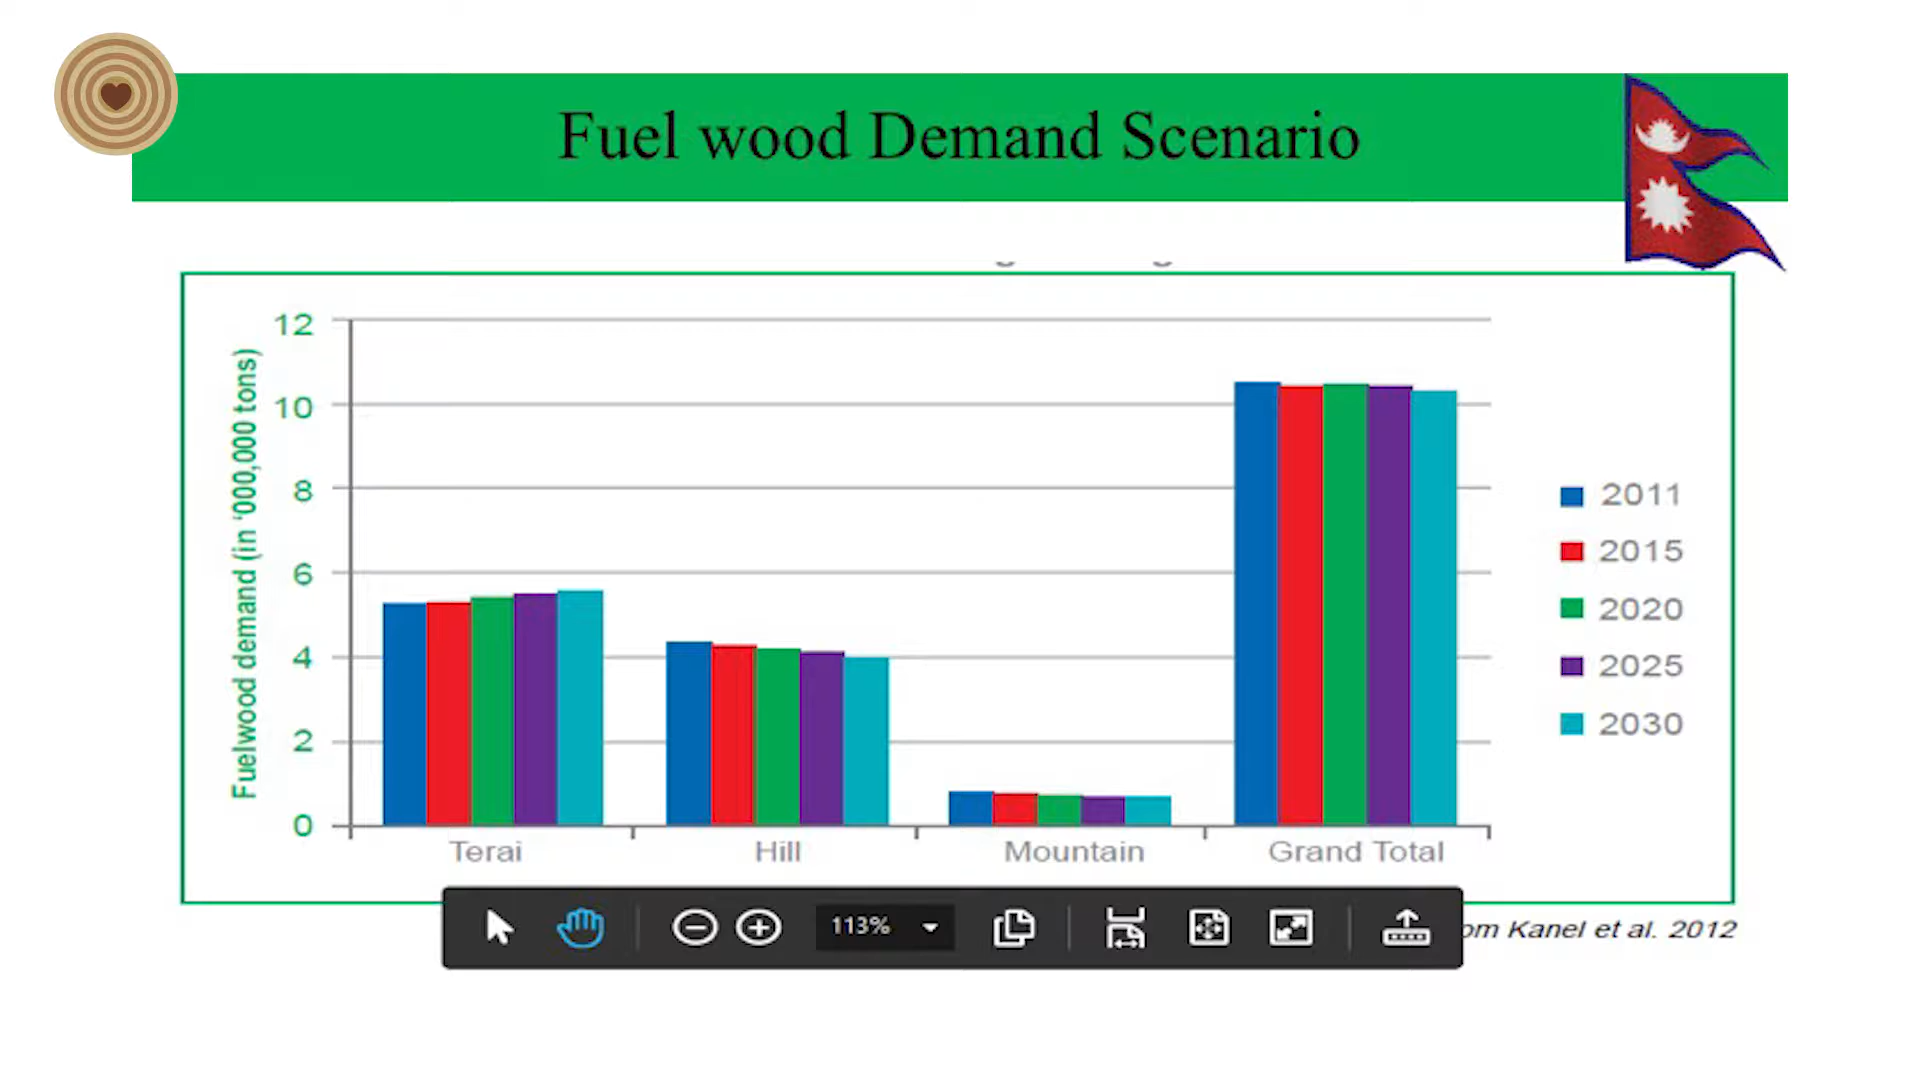 Fuel wood Demand Scenario
Fuelwood demand (in '000,000 tons)
12
10
8
6
4
2
0
Terai
Hill
Mountain
Grand Total
2011
2015
2020
2025
2030
113%
Kanel et al. 2012